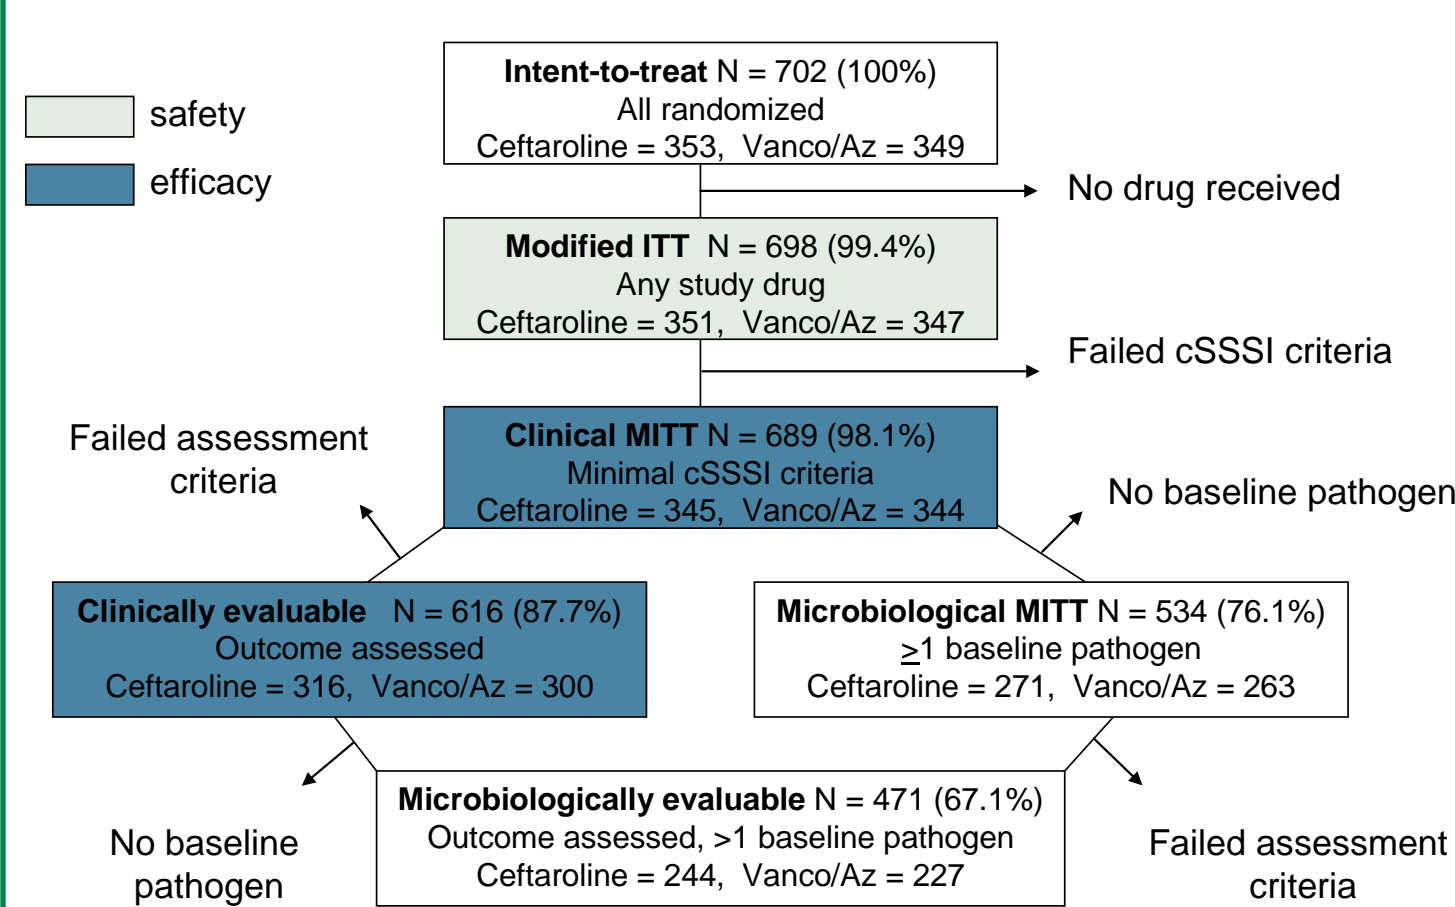 Intent-to-treat N = 702 (100%)
All randomized
Ceftaroline = 353, Vanco/Az = 349
safety
efficacy
No drug received
Modified ITT N = 698 (99.4%)
Any study drug
Ceftaroline = 351, Vanco/Az = 347
Failed cSSSI criteria
Clinical MITT N = 689 (98.1%)
Minimal cSSSI criteria
Ceftaroline = 345, Vanco/Az = 344
Failed assessment
criteria
No baseline pathogen
Clinically evaluable N = 616 (87.7%)
Outcome assessed
Ceftaroline = 316, Vanco/Az = 300
Microbiological MITT N = 534 (76.1%)
≥1 baseline pathogen
Ceftaroline = 271, Vanco/Az = 263
Microbiologically evaluable N = 471 (67.1%)
Outcome assessed, >1 baseline pathogen
Ceftaroline = 244, Vanco/Az = 227
No baseline
pathogen
Failed assessment
criteria